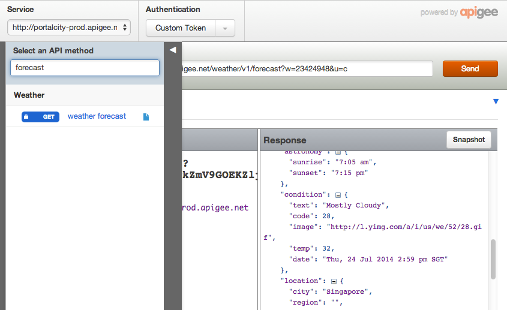 Service
Authentication
http://portalcity-prod.apigee.n
Custom Token
powered by apigee
Select an API method
forecast
igee.net/weather/v1/forecast?w=23424948&u=c
Send
Weather
GET weather forecast
Response
Snapshot
?
kZmV9GOEKZlj
prod.apigee.net
"astronomy": {
"sunrise": "7:05 am",
"sunset": "7:15 pm"
},
"condition": {
"text": "Mostly Cloudy",
"code": 28,
"image": "http://l.yimg.com/a/i/us/we/52/28.gi
f",
"temp": 32,
"date": "Thu, 24 Jul 2014 2:59 pm SGT"
},
"location": {
"city": "Singapore",
"region": "",